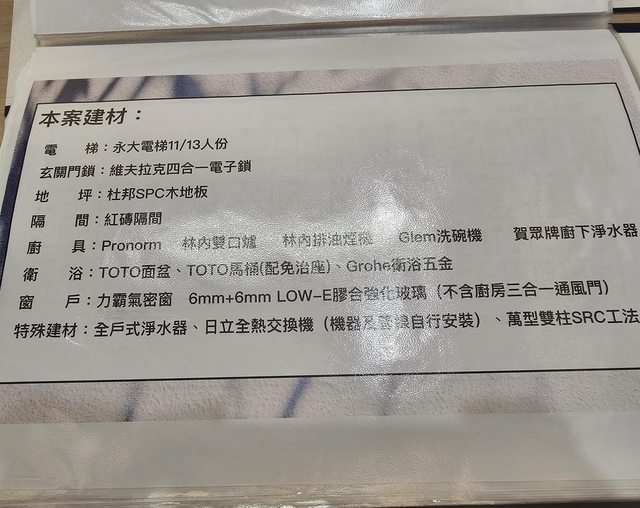 本案建材：
電　　梯：永大電梯11/13人份
玄關門鎖：維夫拉克四合一電子鎖
地　　坪：杜邦SPC木地板
隔　　間：紅磚隔間
廚　　具：Pronorm　林內雙口爐　林內排油煙機　Glem洗碗機　賀眾牌廚下淨水器
衛　　浴：TOTO面盆、TOTO馬桶(配免治座)、Grohe衛浴五金
窗　　戶：力霸氣密窗　6mm+6mm LOW-E膠合強化玻璃（不含廚房三合一通風門）
特殊建材：全戶式淨水器、日立全熱交換機（機器及管線自行安裝）、萬型雙柱SRC工法